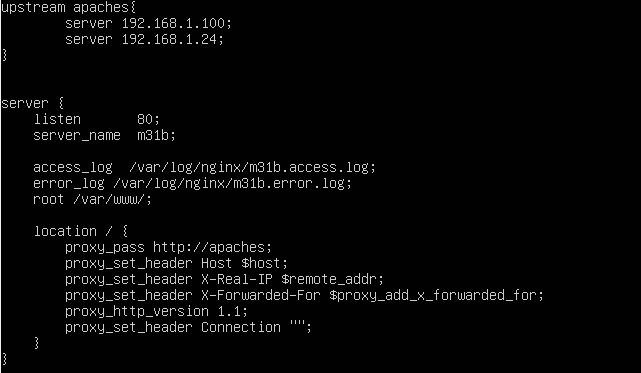 upstream apaches{
        server 192.168.1.100;
        server 192.168.1.24;
}
server {
    listen       80;
    server_name  m31b;
    access_log  /var/log/nginx/m31b.access.log;
    error_log /var/log/nginx/m31b.error.log;
    root /var/www/;
    location / {
        proxy_pass http://apaches;
        proxy_set_header Host $host;
        proxy_set_header X-Real-IP $remote_addr;
        proxy_set_header X-Forwarded-For $proxy_add_x_forwarded_for;
        proxy_http_version 1.1;
        proxy_set_header Connection "";
    }
}